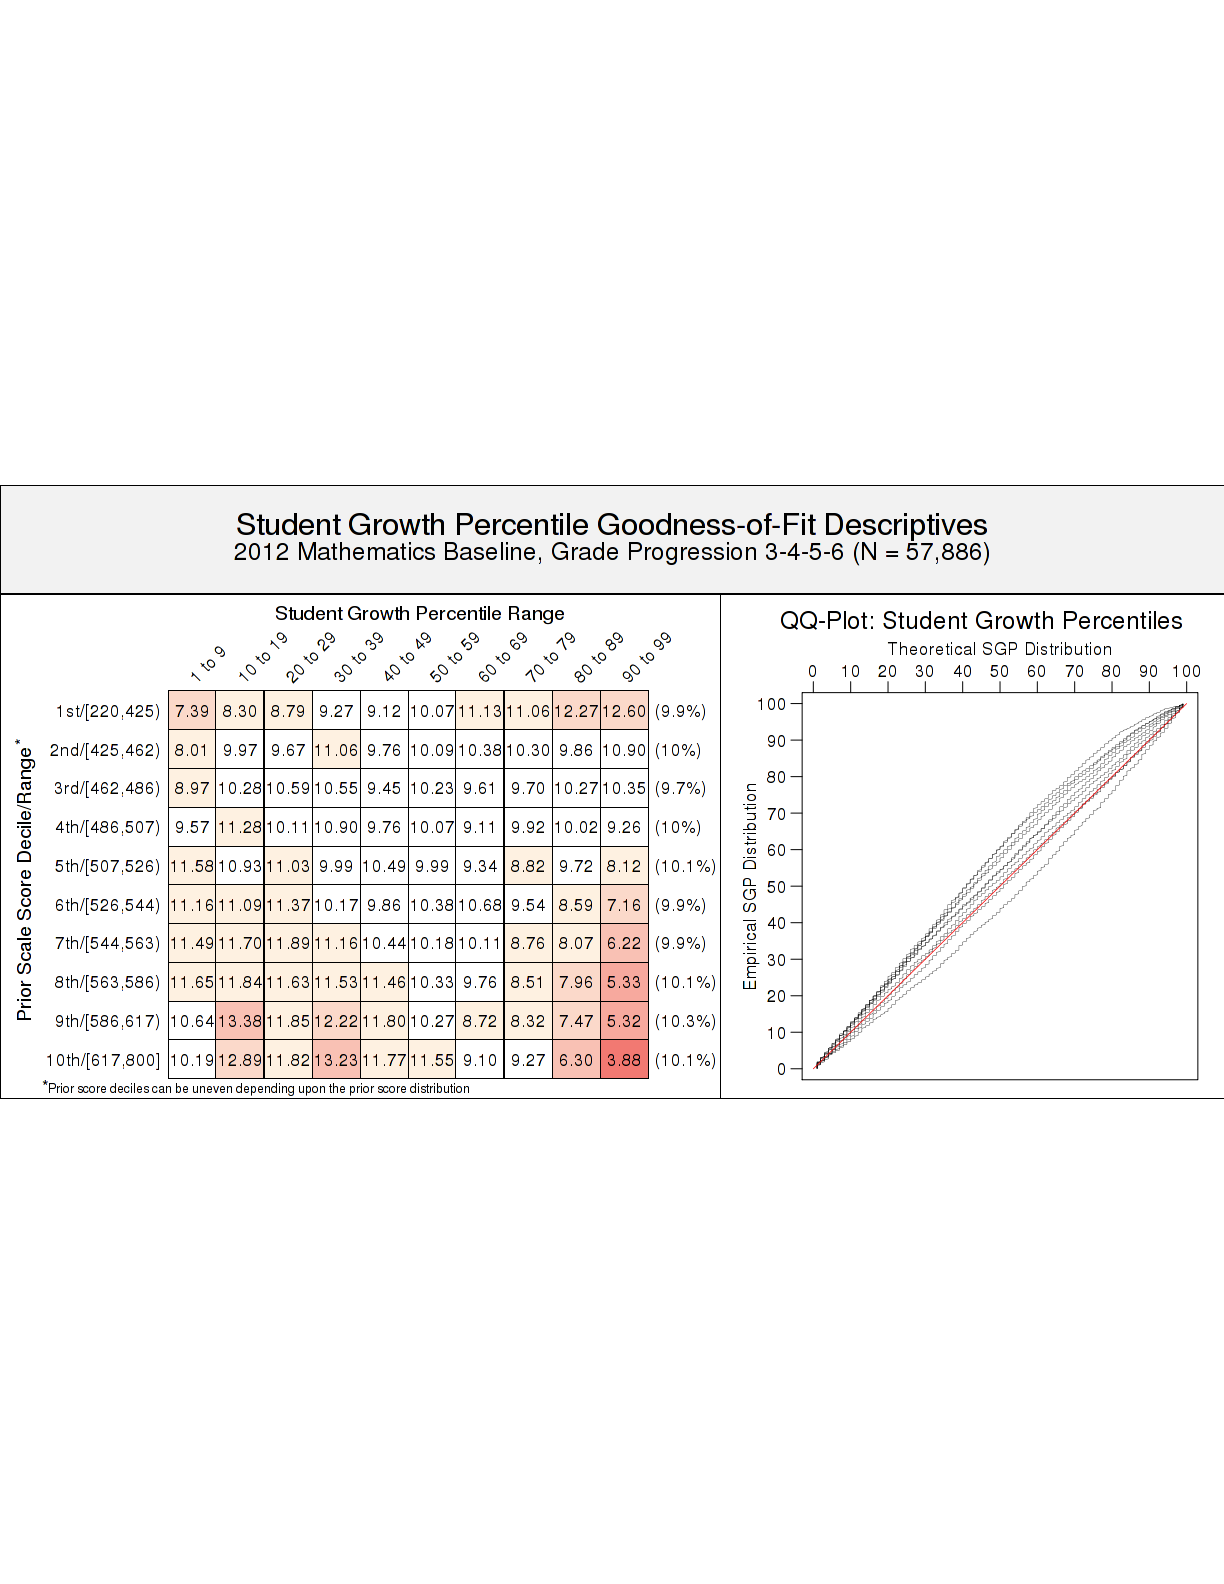 Student Growth Percentile Goodness-of-Fit Descriptives
2012 Mathematics Baseline, Grade Progression 3-4-5-6 (N = 57,886)
Student Growth Percentile Range
1 to 9 10 to 19 20 to 29 30 to 39 40 to 49 50 to 59 60 to 69 70 to 79 80 to 89 90 to 99
Prior Scale Score Decile/Range*
1st/[220,425) 7.39 8.30 8.79 9.27 9.12 10.07 11.13 11.06 12.27 12.60 (9.9%)
2nd/[425,462) 8.01 9.97 9.67 11.06 9.76 10.09 10.38 10.30 9.86 10.90 (10%)
3rd/[462,486) 8.97 10.28 10.59 10.55 9.45 10.23 9.61 9.70 10.27 10.35 (9.7%)
4th/[486,507) 9.57 11.28 10.11 10.90 9.76 10.07 9.11 9.92 10.02 9.26 (10%)
5th/[507,526) 11.58 10.93 11.03 9.99 10.49 9.99 9.34 8.82 9.72 8.12 (10.1%)
6th/[526,544) 11.16 11.09 11.37 10.17 9.86 10.38 10.68 9.54 8.59 7.16 (9.9%)
7th/[544,563) 11.49 11.70 11.89 11.16 10.44 10.18 10.11 8.76 8.07 6.22 (9.9%)
8th/[563,586) 11.65 11.84 11.63 11.53 11.46 10.33 9.76 8.51 7.96 5.33 (10.1%)
9th/[586,617) 10.64 13.38 11.85 12.22 11.80 10.27 8.72 8.32 7.47 5.32 (10.3%)
10th/[617,800] 10.19 12.89 11.82 13.23 11.77 11.55 9.10 9.27 6.30 3.88 (10.1%)
*Prior score deciles can be uneven depending upon the prior score distribution
QQ-Plot: Student Growth Percentiles
Theoretical SGP Distribution
0 10 20 30 40 50 60 70 80 90 100
Empirical SGP Distribution
100
90
80
70
60
50
40
30
20
10
0